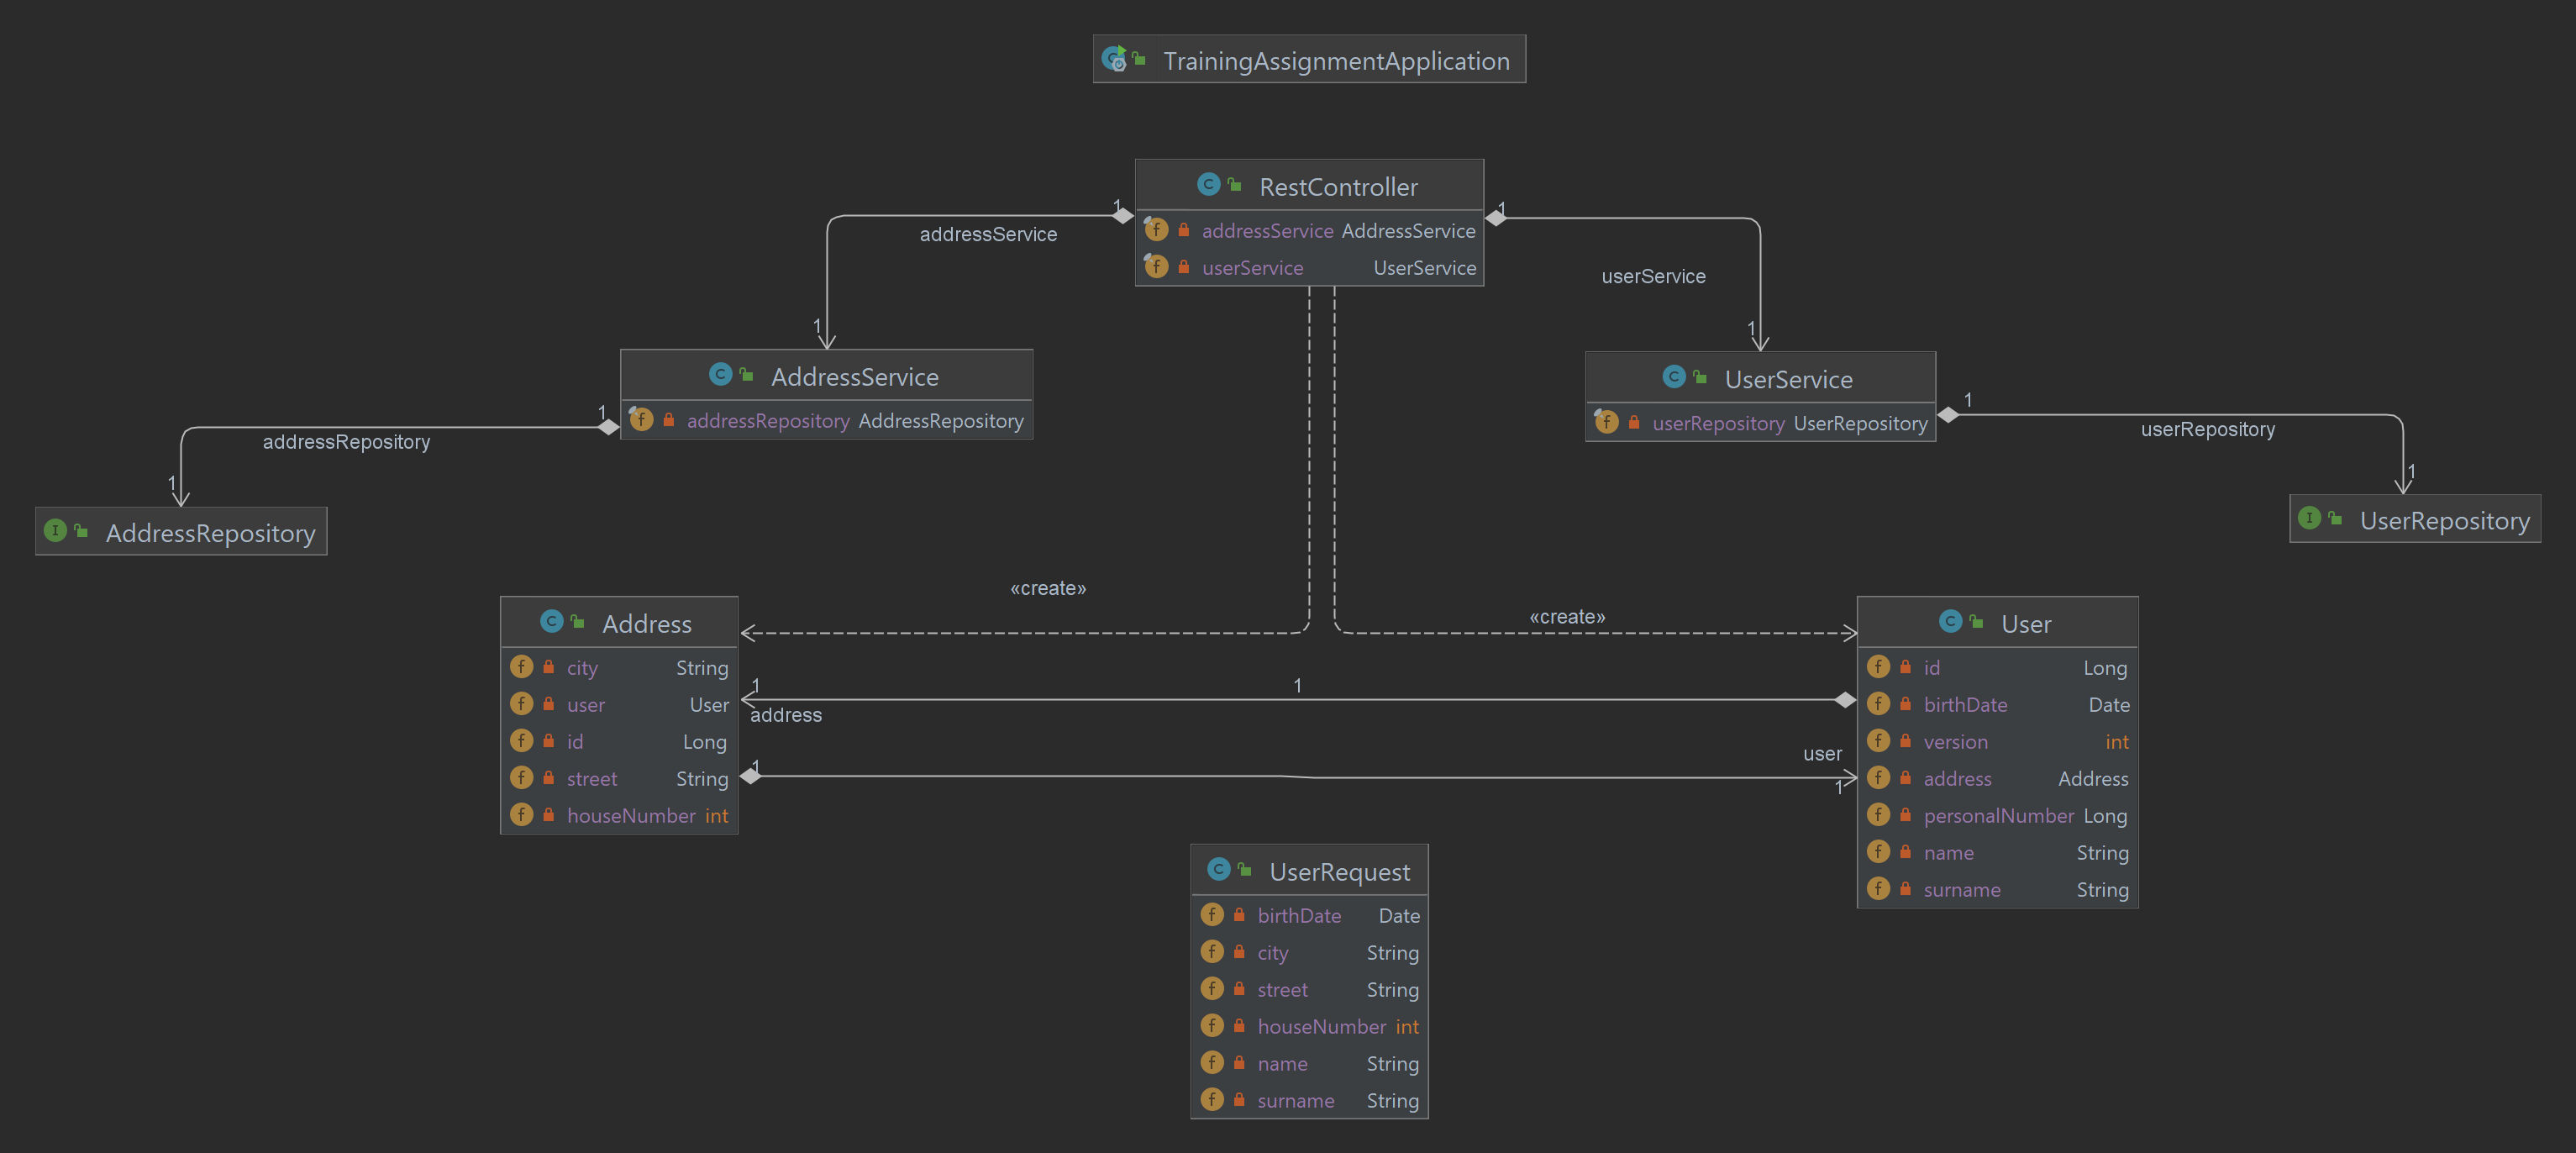 TrainingAssignmentApplication
RestController
addressService AddressService
userService UserService
1
1
addressService
1
userService
1
AddressService
addressRepository AddressRepository
UserService
userRepository UserRepository
1
addressRepository
1
1
userRepository
1
AddressRepository
UserRepository
«create»
«create»
Address
city String
user User
id Long
street String
houseNumber int
1
address
1
1
user
1
User
id Long
birthDate Date
version int
address Address
personalNumber Long
name String
surname String
UserRequest
birthDate Date
city String
street String
houseNumber int
name String
surname String